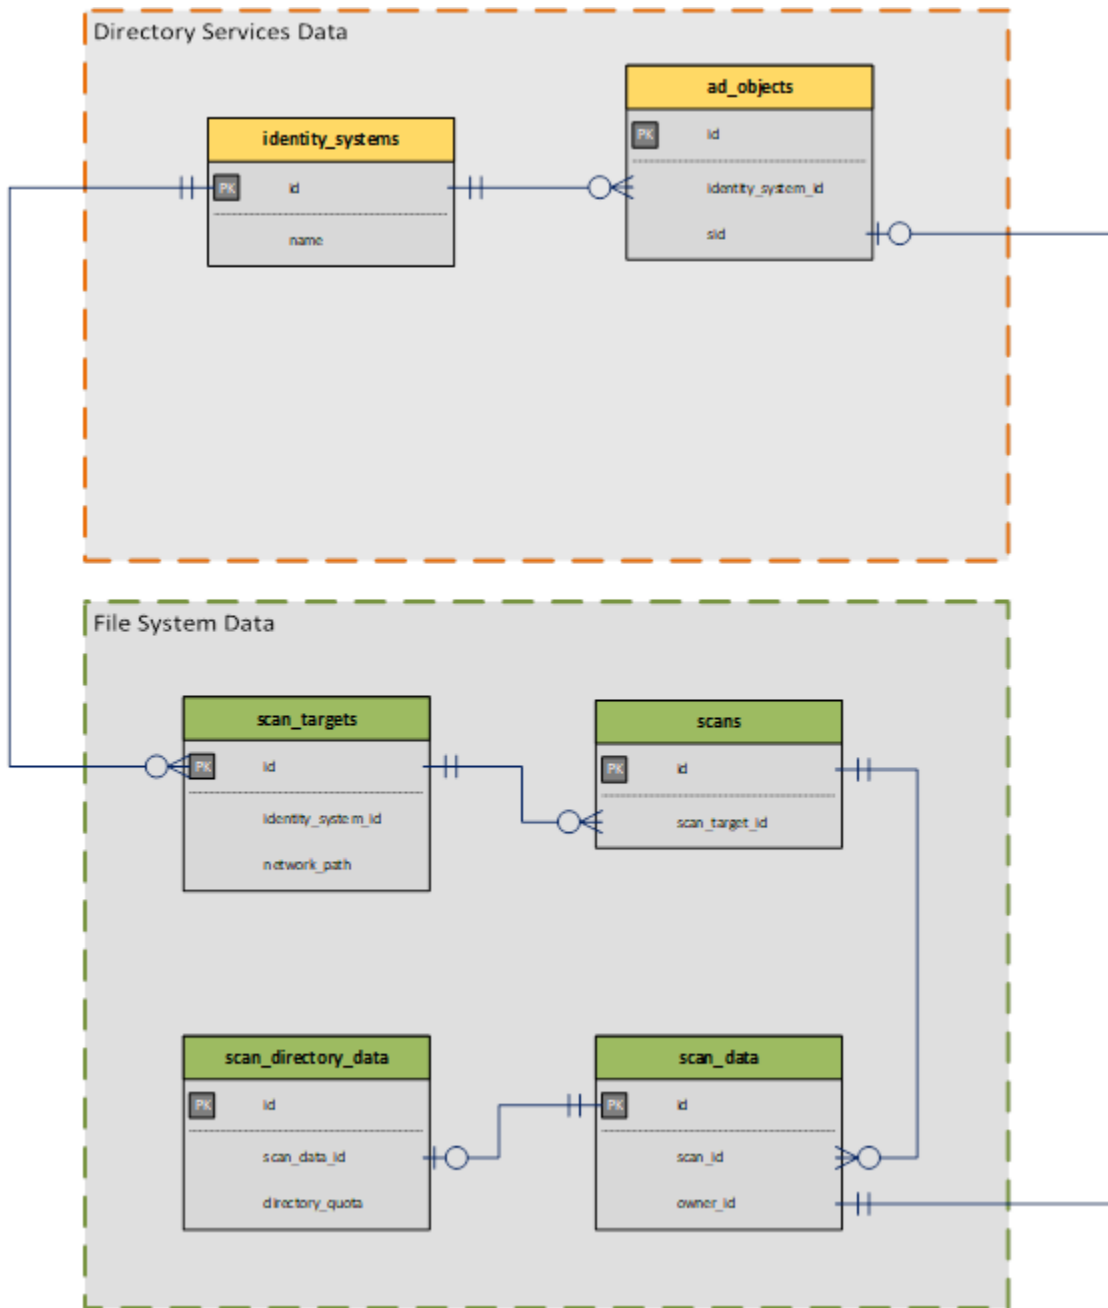 Directory Services Data
ad_objects
PK id
identity_system_id
sid
identity_systems
PK id
name
File System Data
scan_targets
PK id
identity_system_id
network_path
scans
PK id
scan_target_id
scan_directory_data
PK id
scan_data_id
directory_quota
scan_data
PK id
scan_id
owner_id